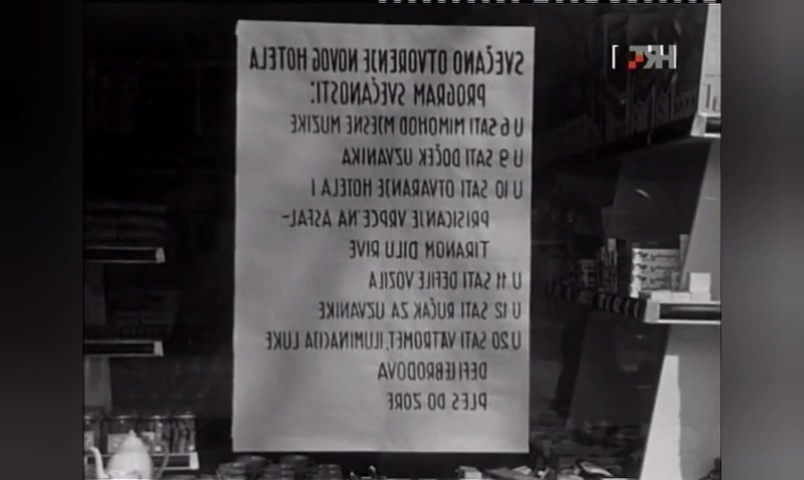 SVEČANO OTVORENJE NOVOG HOTELA
PROGRAM SVEČANOSTI:
U 6 SATI MIMOHOD MJESNE MUZIKE
U 9 SATI DOČEK UZVANIKA
U 10 SATI OTVARANJE HOTELA I
PRISICANJE VRPCE NA ASFAL-
TIRANOM DILU RIVE
U 11 SATI DEFILE VOZILA
U 12 SATI RUČAK ZA UZVANIKE
U 20 SATI VATROMET, ILUMINACIJA LUKE
DEFILE BRODOVA
PLES DO ZORE
HRT 1